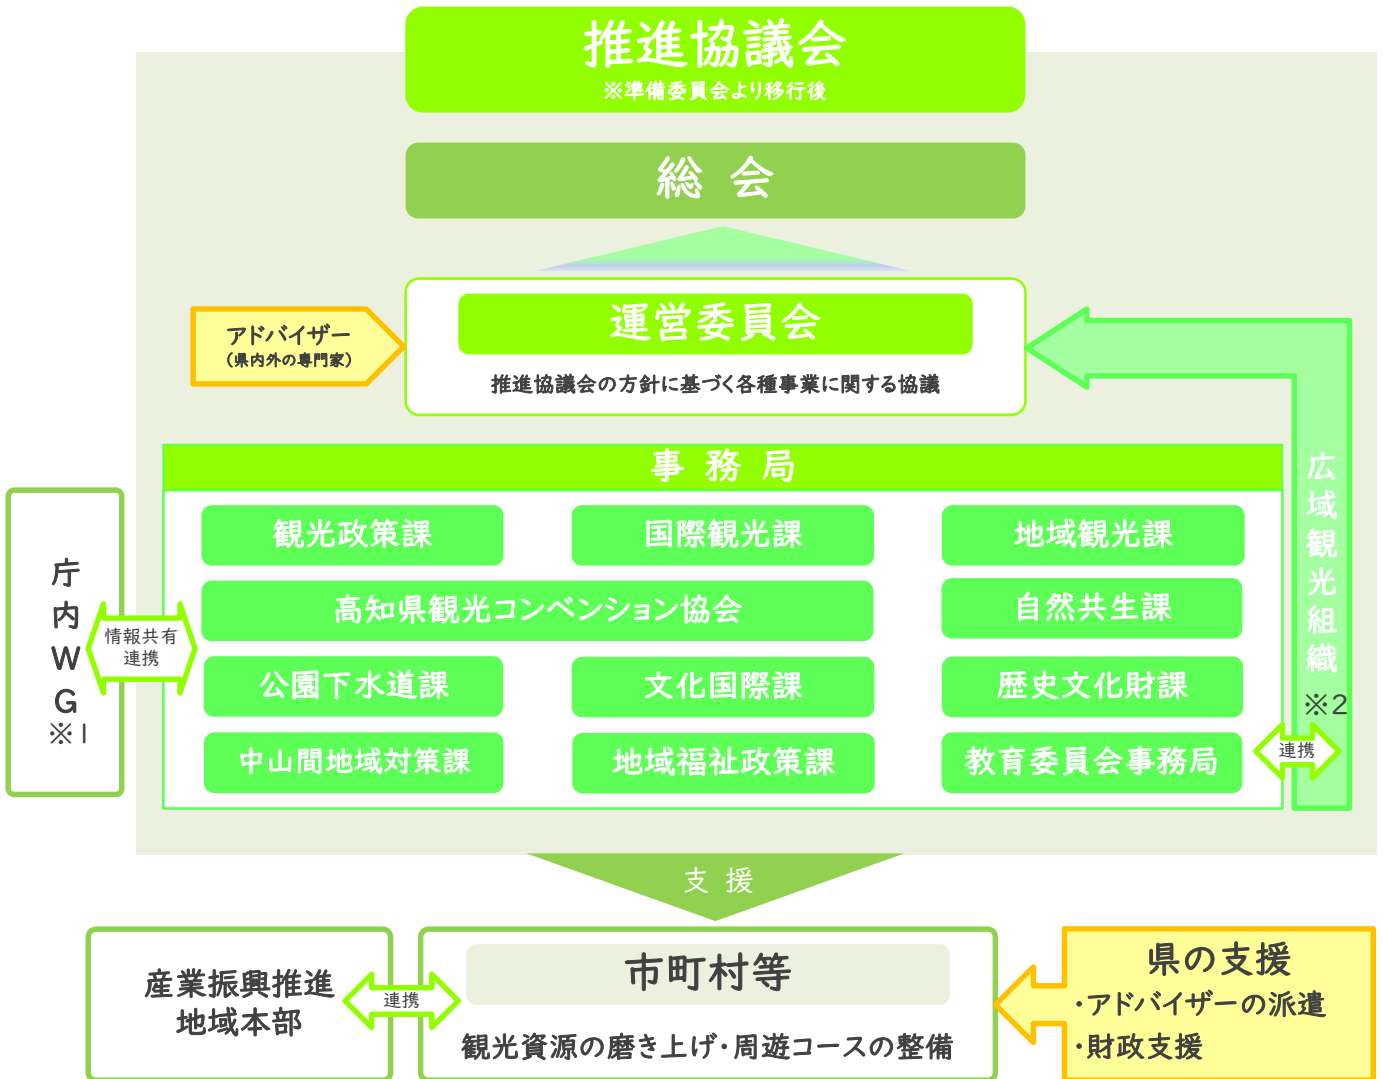 推進協議会
※準備委員会より移行後
総 会
運営委員会
推進協議会の方針に基づく各種事業に関する協議
アドバイザー
(県内外の専門家)
事 務 局
観光政策課
国際観光課
地域観光課
高知県観光コンベンション協会
自然共生課
公園下水道課
文化国際課
歴史文化財課
中山間地域対策課
地域福祉政策課
教育委員会事務局
庁内WG
※1
情報共有
連携
広域観光組織
※2
連携
支 援
産業振興推進
地域本部
連携
市町村等
観光資源の磨き上げ・周遊コースの整備
県の支援
・アドバイザーの派遣
・財政支援